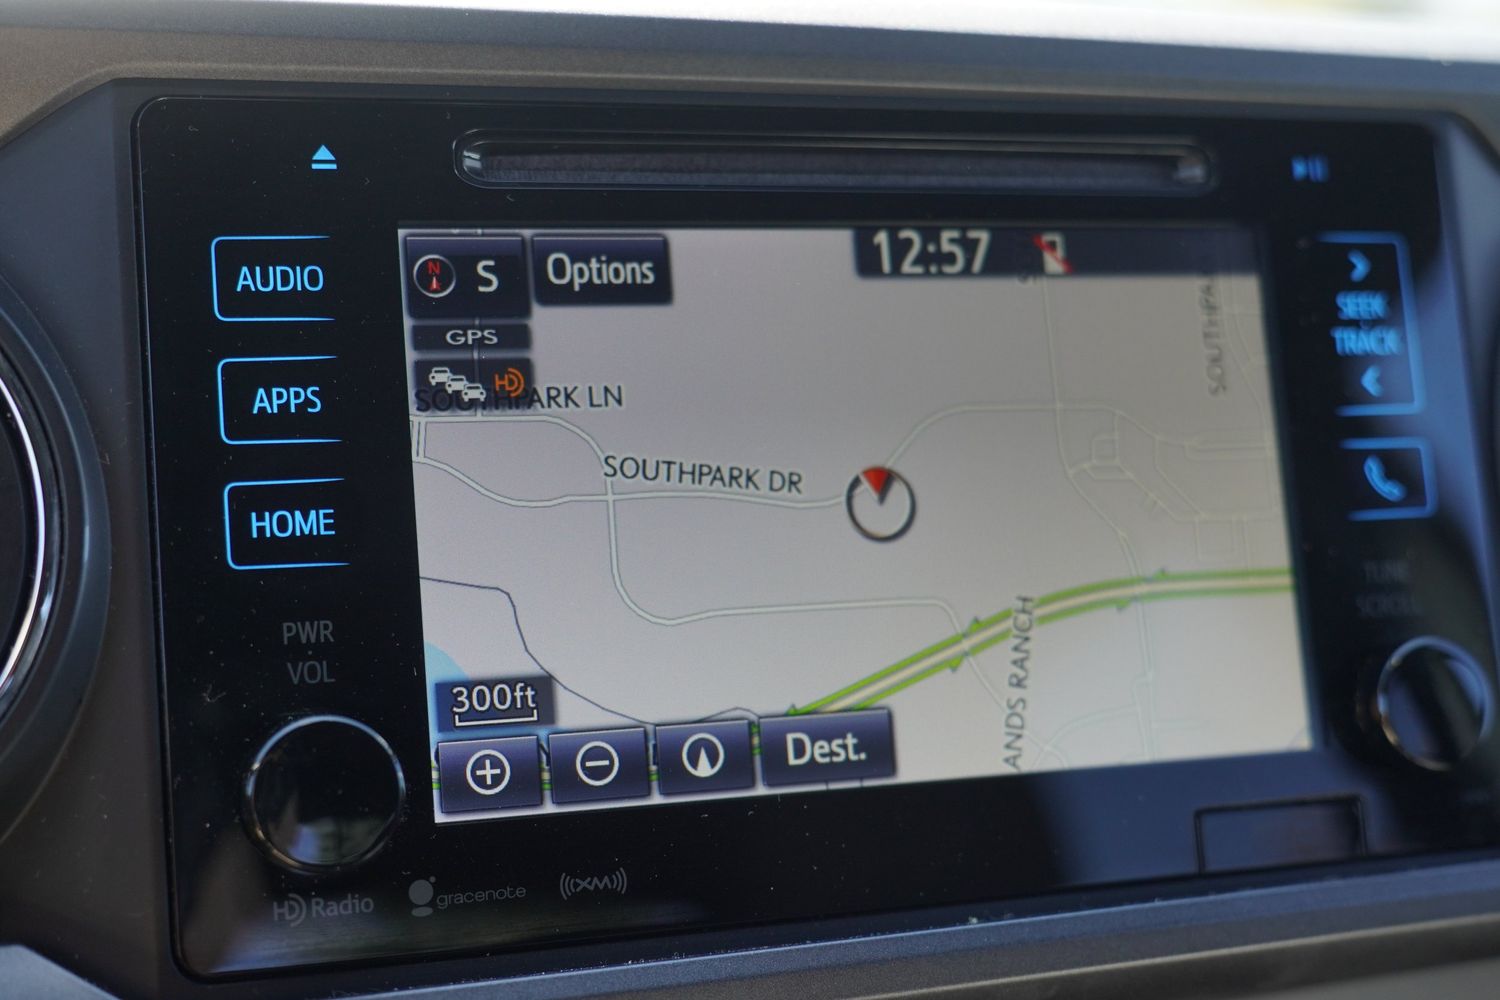 AUDIO
APPS
HOME
PWR
VOL
N
S
Options
12:57
GPS
HD
SOUTHPARK LN
SOUTHPARK DR
SOUTHPA
ANDS RANCH
300ft
Dest.
SEEK
TRACK
TUNE
SCROLL
HD Radio
gracenote
((XM))